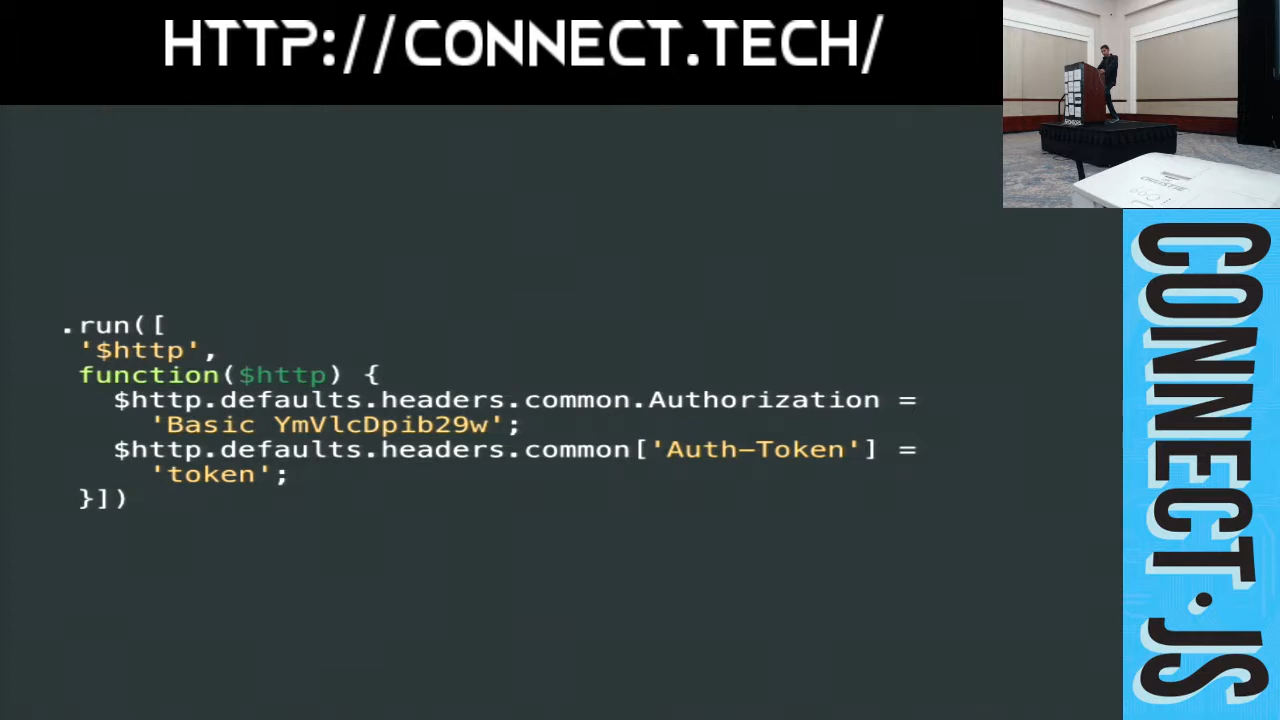 HTTP://CONNECT.TECH/
.run([
'$http',
function($http) {
$http.defaults.headers.common.Authorization =
'Basic YmVlcDpib29w';
$http.defaults.headers.common['Auth-Token'] =
'token';
}])
CHRISTIE
CONNECT.JS